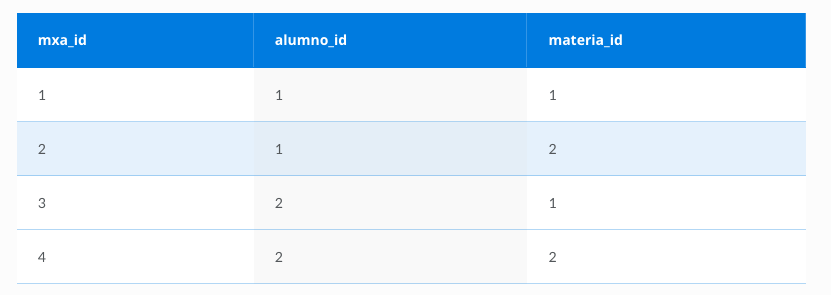 mxa_id alumno_id materia_id
1 1 1
2 1 2
3 2 1
4 2 2